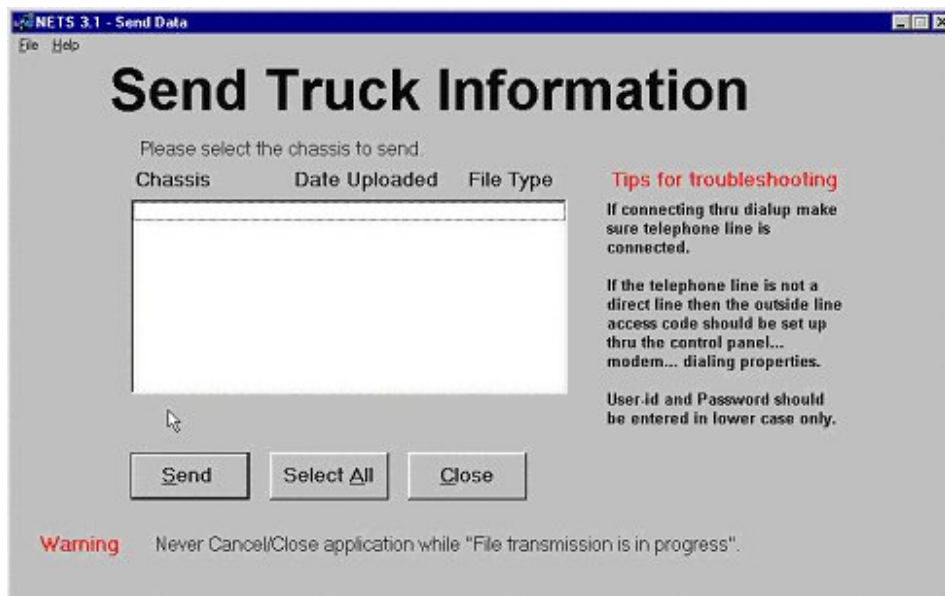 NETS 3.1 - Send Data
File Help
Send Truck Information
Please select the chassis to send.
Chassis Date Uploaded File Type
Tips for troubleshooting
If connecting thru dialup make
sure telephone line is
connected.
If the telephone line is not a
direct line then the outside line
access code should be set up
thru the control panel...
modem... dialing properties.
User-id and Password should
be entered in lower case only.
Send Select All Close
Warning Never Cancel/Close application while "File transmission is in progress".